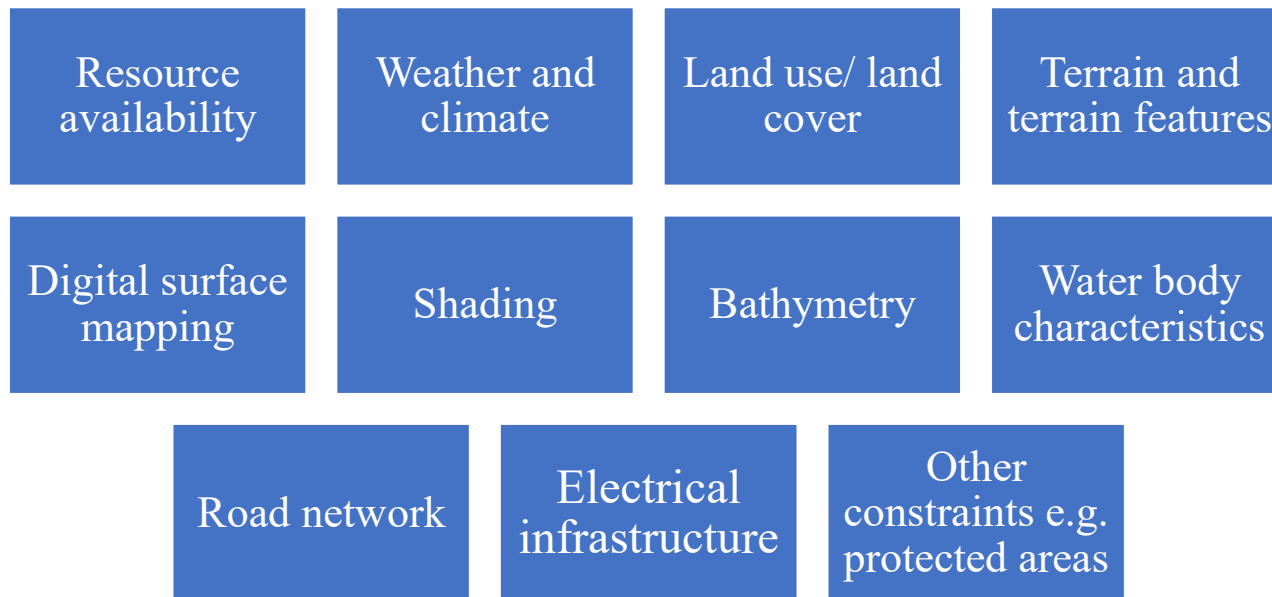 Resource
availability
Weather and
climate
Land use/ land
cover
Terrain and
terrain features
Digital surface
mapping
Shading
Bathymetry
Water body
characteristics
Road network
Electrical
infrastructure
Other
constraints e.g.
protected areas